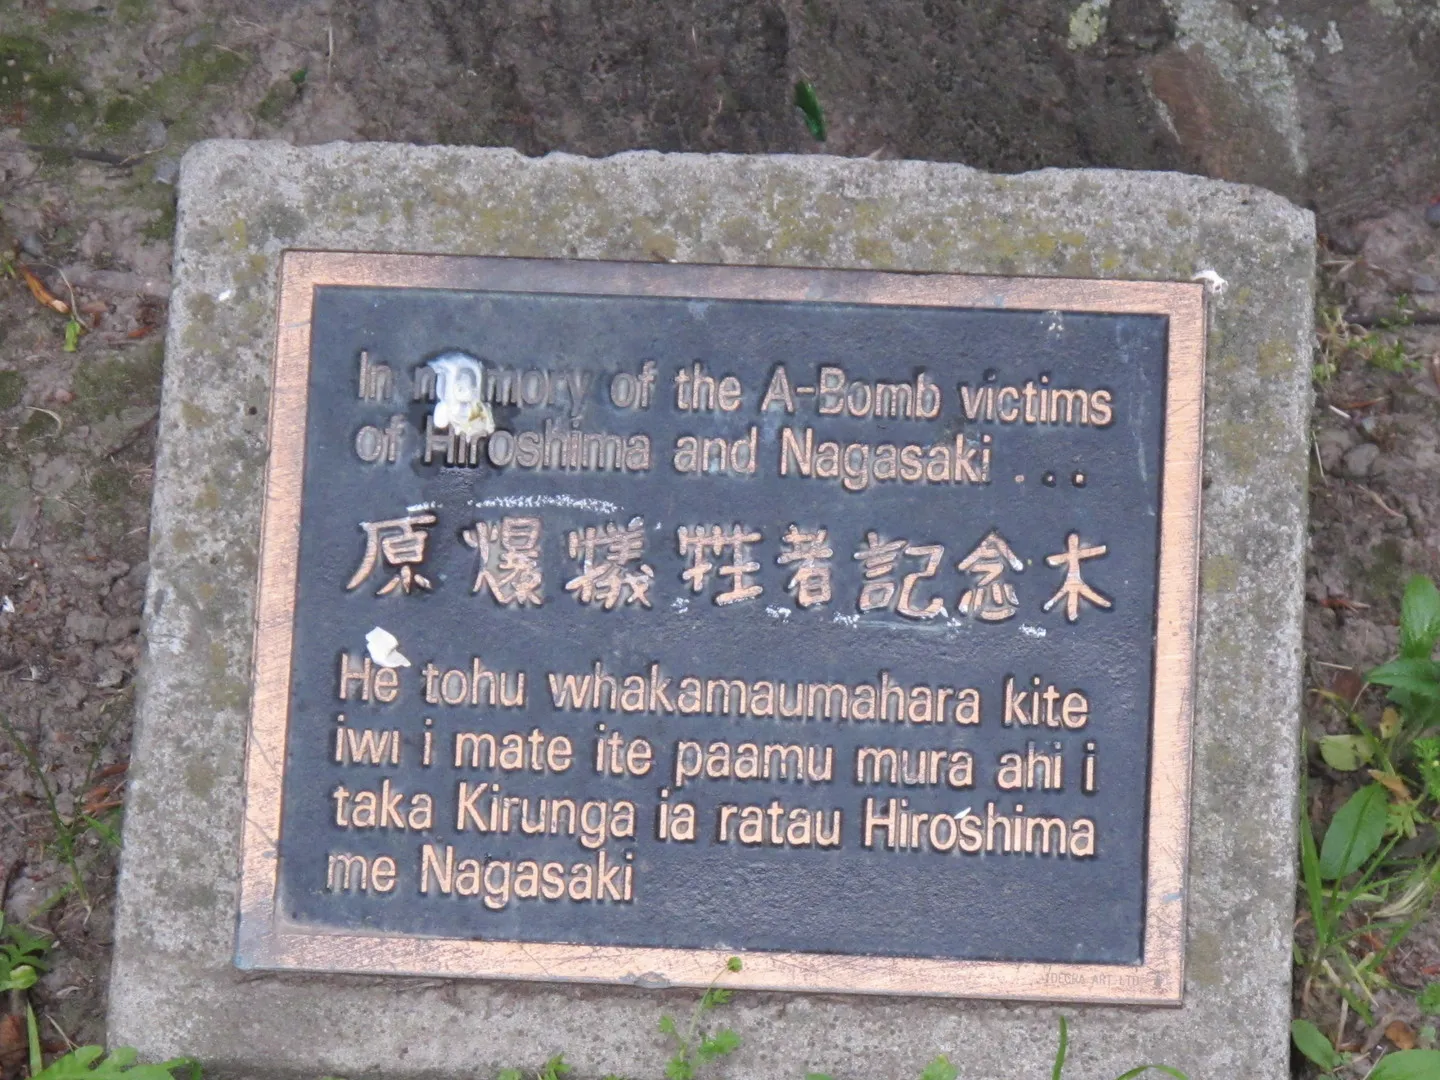 In memory of the A-Bomb victims
of Hiroshima and Nagasaki . . .
原爆犠牲者記念木
He tohu whakamaumahara kite
iwi i mate ite paamu mura ahi i
taka Kirunga ia ratau Hiroshima
me Nagasaki